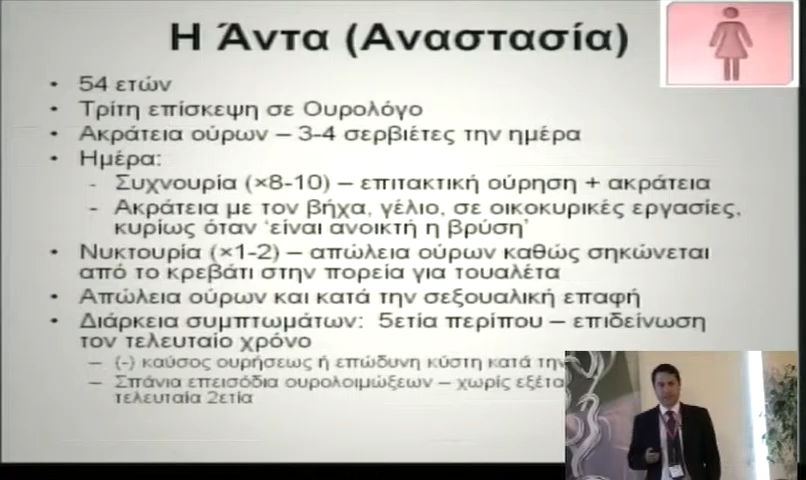 Η Άντα (Αναστασία)
• 54 ετών
• Τρίτη επίσκεψη σε Ουρολόγο
• Ακράτεια ούρων – 3-4 σερβιέτες την ημέρα
• Ημέρα:
- Συχνουρία (×8-10) – επιτακτική ούρηση + ακράτεια
- Ακράτεια με τον βήχα, γέλιο, σε οικοκυρικές εργασίες,
κυρίως όταν 'είναι ανοικτή η βρύση'
• Νυκτουρία (×1-2) – απώλεια ούρων καθώς σηκώνεται
από το κρεβάτι στην πορεία για τουαλέτα
• Απώλεια ούρων και κατά την σεξουαλική επαφή
• Διάρκεια συμπτωμάτων: 5ετία περίπου – επιδείνωση
τον τελευταίο χρόνο
– (-) καύσος ουρήσεως ή επώδυνη κύστη κατά την
– Σπάνια επεισόδια ουρολοιμώξεων – χωρίς
τελευταία 2ετία